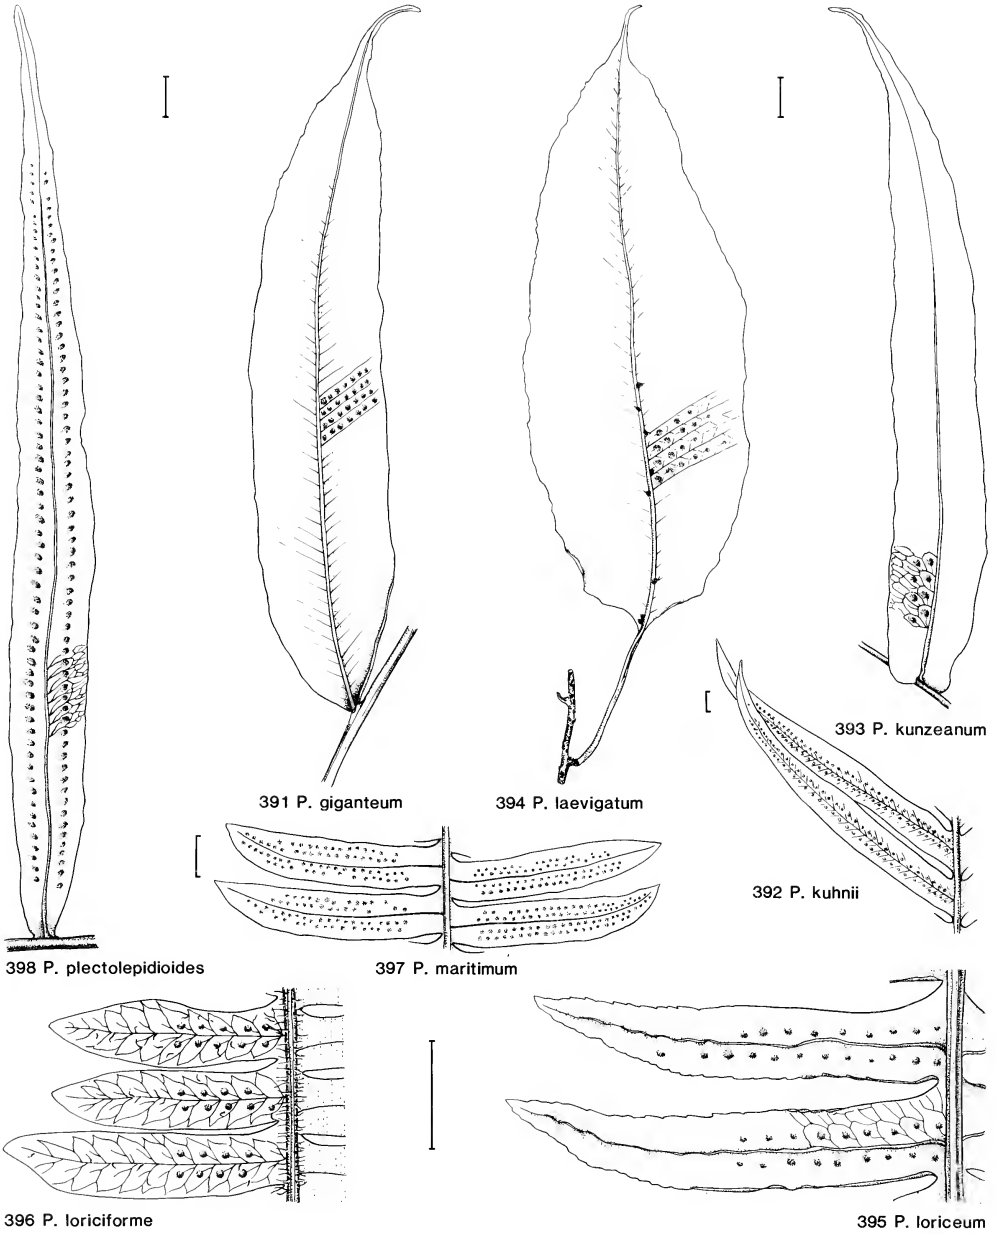 393 P. kunzeanum
391 P. giganteum
394 P. laevigatum
392 P. kuhnii
398 P. plectolepidioides
397 P. maritimum
396 P. loriciforme
395 P. loriceum